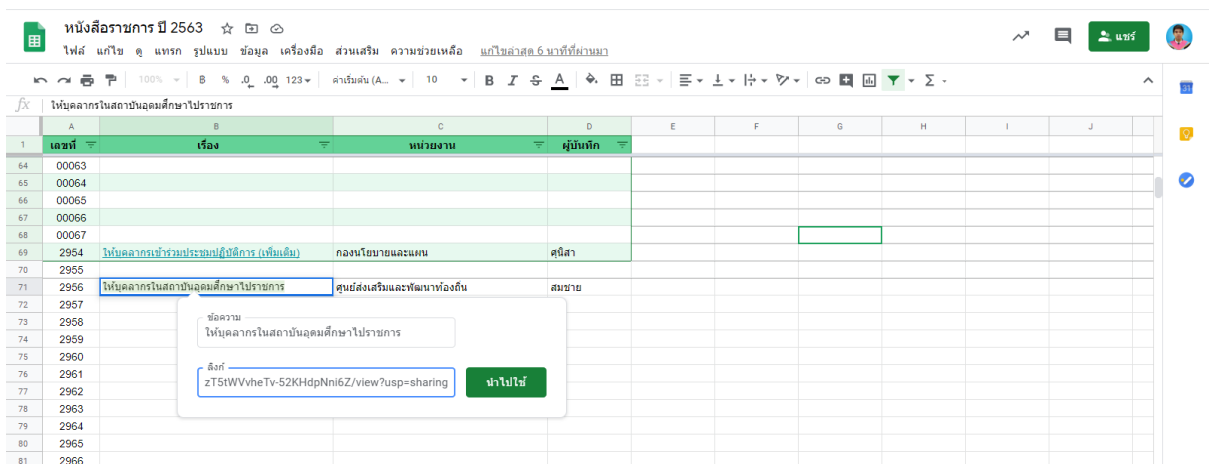 หนังสือราชการ ปี 2563
ไฟล์ แก้ไข ดู แทรก รูปแบบ ข้อมูล เครื่องมือ ส่วนเสริม ความช่วยเหลือ แก้ไขล่าสุด 6 นาทีที่ผ่านมา
แชร์
100% ฿ % .0 .00 123 ค่าเริ่มต้น (A... 10 B I S A Σ
31
fx ให้บุคลากรในสถาบันอุดมศึกษาไปราชการ
A B C D E F G H I J
1 เลขที่ เรื่อง หน่วยงาน ผู้บันทึก
64 00063
65 00064
66 00065
67 00066
68 00067
69 2954 ให้บุคลากรเข้าร่วมประชุมปฏิบัติการ (เพิ่มเติม) กองนโยบายและแผน ศุนิสา
70 2955
71 2956 ให้บุคลากรในสถาบันอุดมศึกษาไปราชการ ศูนย์ส่งเสริมและพัฒนาท้องถิ่น สมชาย
72 2957
73 2958
74 2959
75 2960
76 2961
77 2962
78 2963
79 2964
80 2965
81 2966
ข้อความ
ให้บุคลากรในสถาบันอุดมศึกษาไปราชการ
ลิงก์
zT5tWVvheTv-52KHdpNni6Z/view?usp=sharing
นำไปใช้